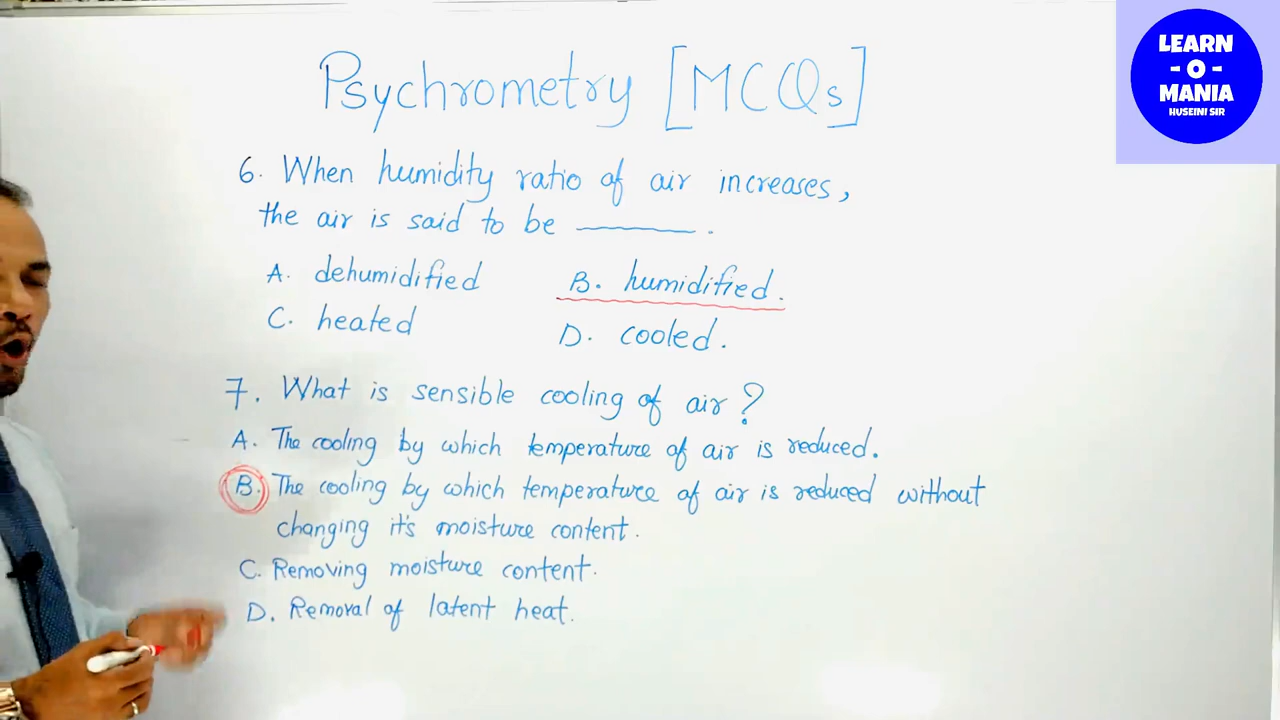 LEARN
- O -
MANIA
HUSEINI SIR
Psychrometry [MCQs]
6. When humidity ratio of air increases,
the air is said to be ________.
A. dehumidified B. humidified.
C. heated D. cooled.
7. What is sensible cooling of air?
A. The cooling by which temperature of air is reduced.
B. The cooling by which temperature of air is reduced without
changing it's moisture content.
C. Removing moisture content.
D. Removal of latent heat.